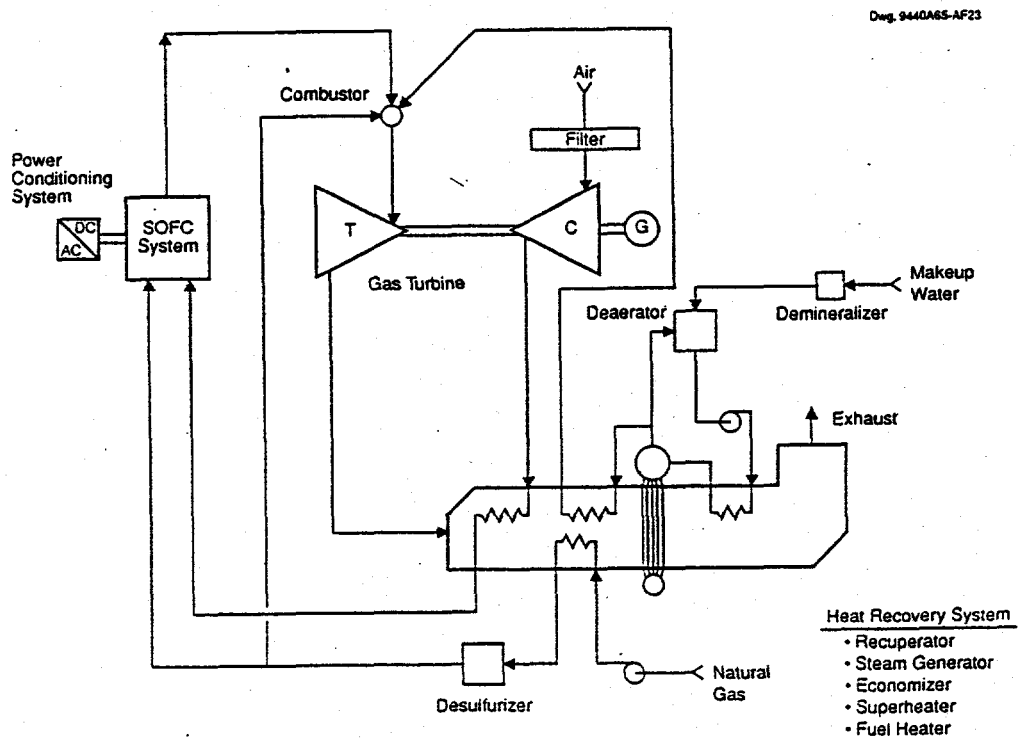 Dwg. 9440A6S-AF23
Air
Combustor
Filter
Power
Conditioning
System
DC
AC
SOFC
System
T
C
G
Gas Turbine
Makeup
Water
Deaerator
Demineralizer
Exhaust
Heat Recovery System
• Recuperator
• Steam Generator
• Economizer
• Superheater
• Fuel Heater
Natural
Gas
Desulfurizer